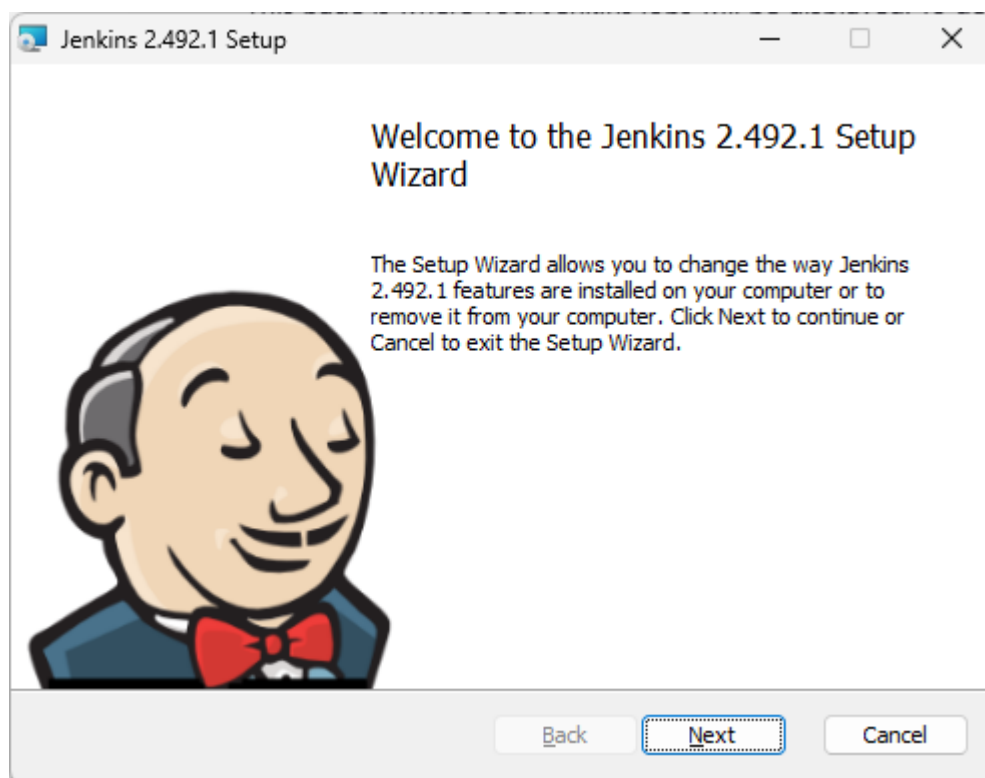 Jenkins 2.492.1 Setup
Welcome to the Jenkins 2.492.1 Setup
Wizard
The Setup Wizard allows you to change the way Jenkins
2.492.1 features are installed on your computer or to
remove it from your computer. Click Next to continue or
Cancel to exit the Setup Wizard.
Back Next Cancel